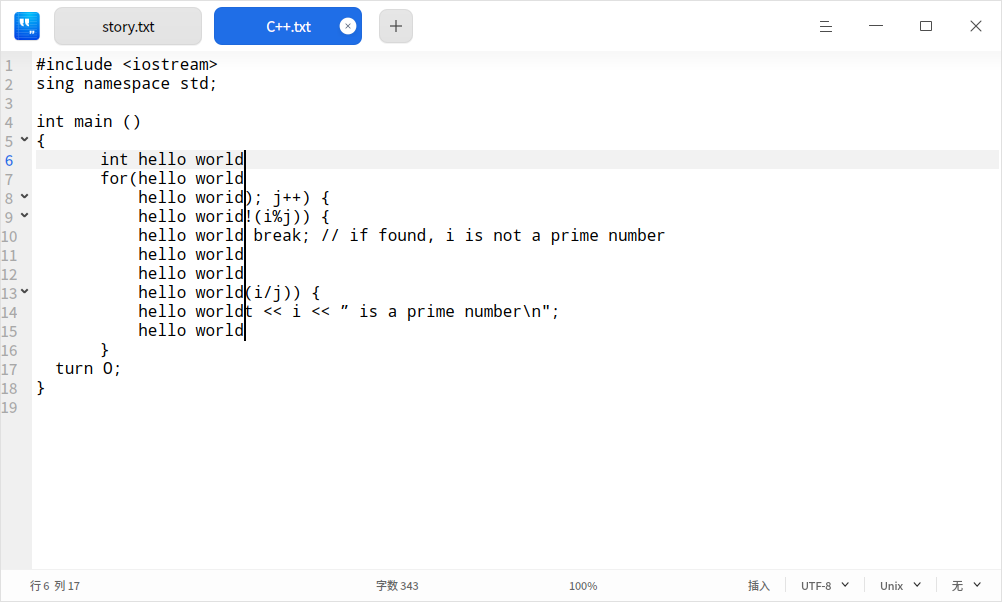 story.txt
C++.txt
1 #include <iostream>
2 sing namespace std;
3
4 int main ()
5 {
6 int hello world
7 for(hello world
8 hello worid); j++) {
9 hello worid!(i%j)) {
10 hello world break; // if found, i is not a prime number
11 hello world
12 hello world
13 hello world(i/j)) {
14 hello worldt << i << ” is a prime number\n";
15 hello world
16 }
17 turn O;
18 }
19
行 6 列 17 字数 343 100% 插入 UTF-8 Unix 无